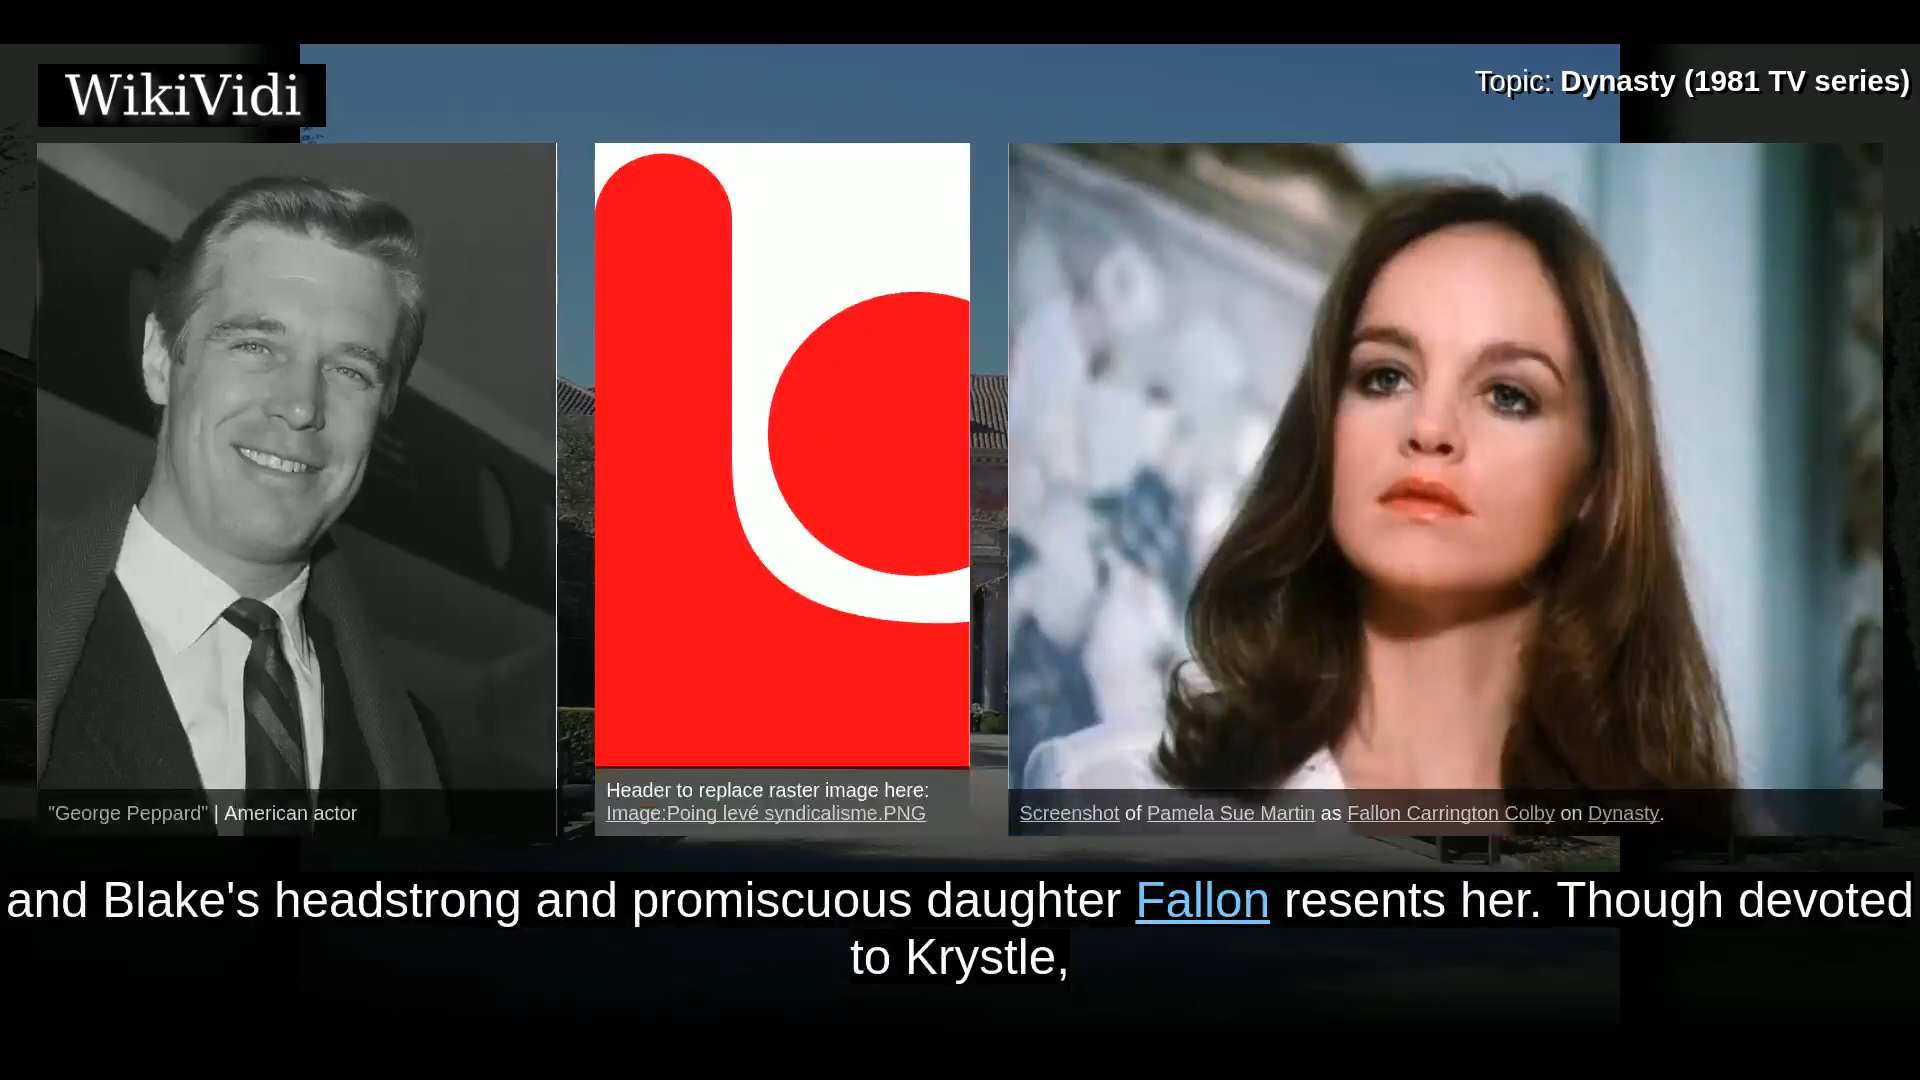 WikiVidi
Topic: Dynasty (1981 TV series)
"George Peppard" | American actor
Header to replace raster image here:
Image:Poing levé syndicalisme.PNG
Screenshot of Pamela Sue Martin as Fallon Carrington Colby on Dynasty.
and Blake's headstrong and promiscuous daughter Fallon resents her. Though devoted
to Krystle,